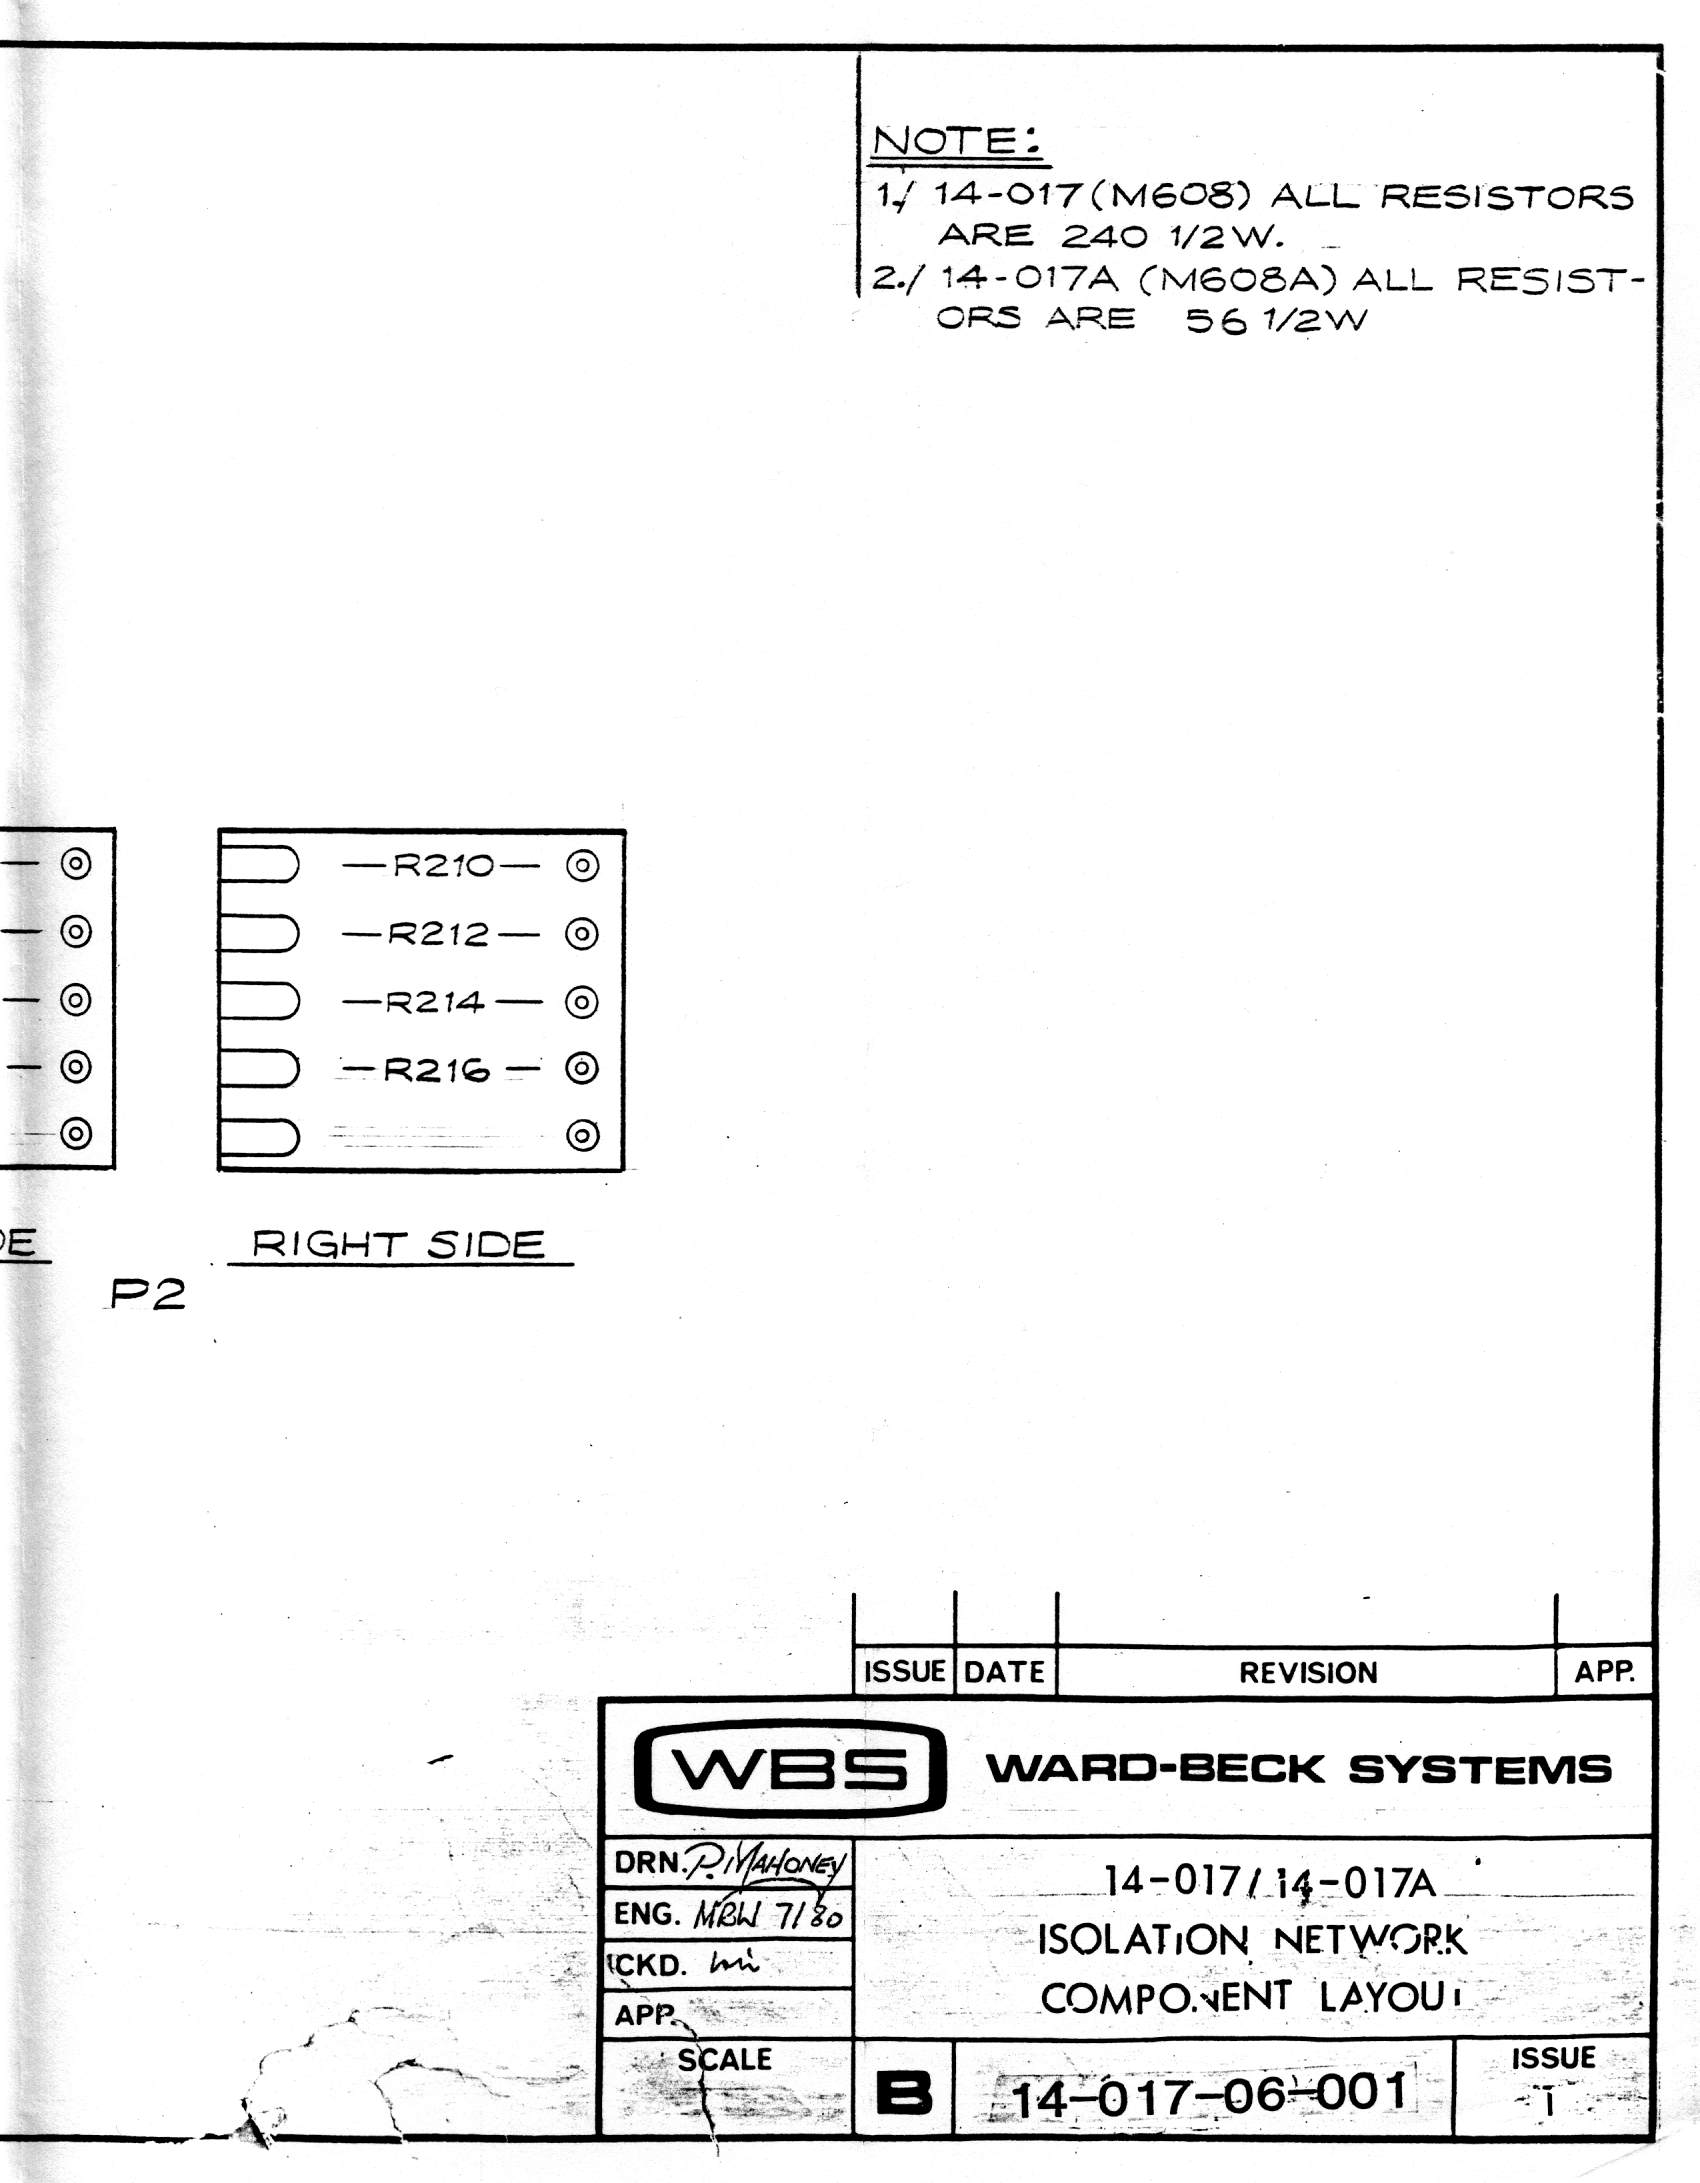 NOTE:
1./ 14-017(M608) ALL RESISTORS
ARE 240 1/2W.
2./ 14-017A (M608A) ALL RESIST-
ORS ARE 56 1/2W
—R210—
—R212—
—R214—
—R216—
DE
RIGHT SIDE
P2
ISSUE DATE REVISION APP.
WBS WARD-BECK SYSTEMS
DRN. P. MAHONEY
ENG. MBW 7/80
CKD.
APP.
14-017/14-017A
ISOLATION NETWORK
COMPONENT LAYOUT
SCALE
B
14-017-06-001
ISSUE
1